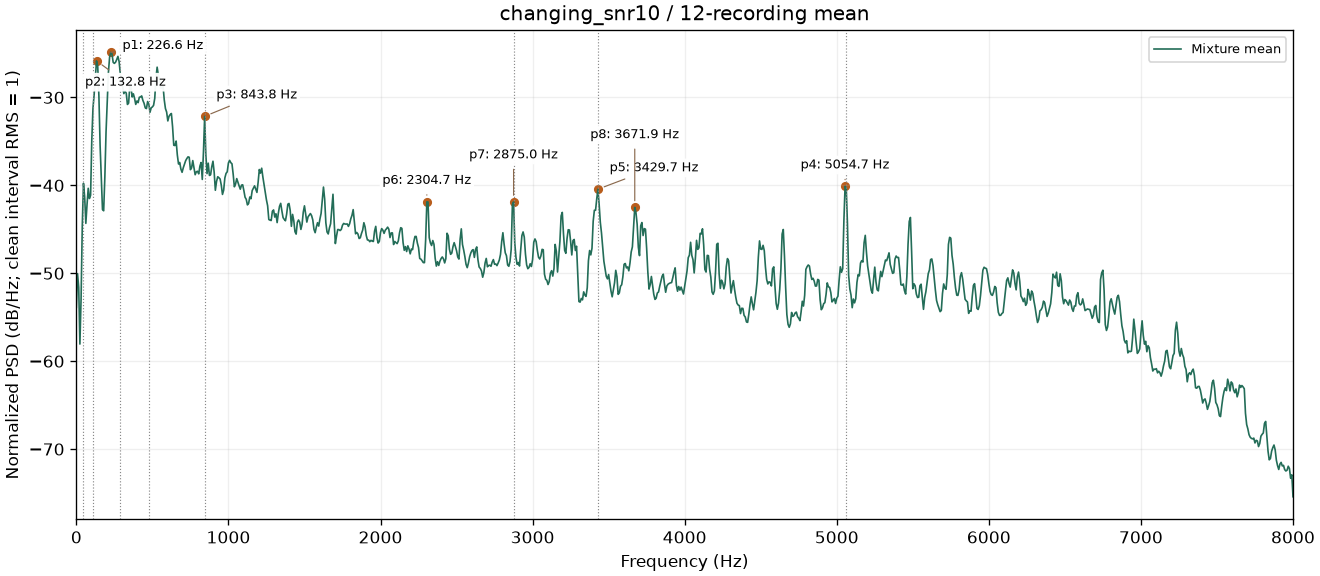 changing_snr10 / 12-recording mean
Mixture mean
p1: 226.6 Hz
p2: 132.8 Hz
p3: 843.8 Hz
p8: 3671.9 Hz
p7: 2875.0 Hz
p5: 3429.7 Hz
p4: 5054.7 Hz
p6: 2304.7 Hz
Normalized PSD (dB/Hz; clean interval RMS = 1)
−30
−40
−50
−60
−70
0 1000 2000 3000 4000 5000 6000 7000 8000
Frequency (Hz)